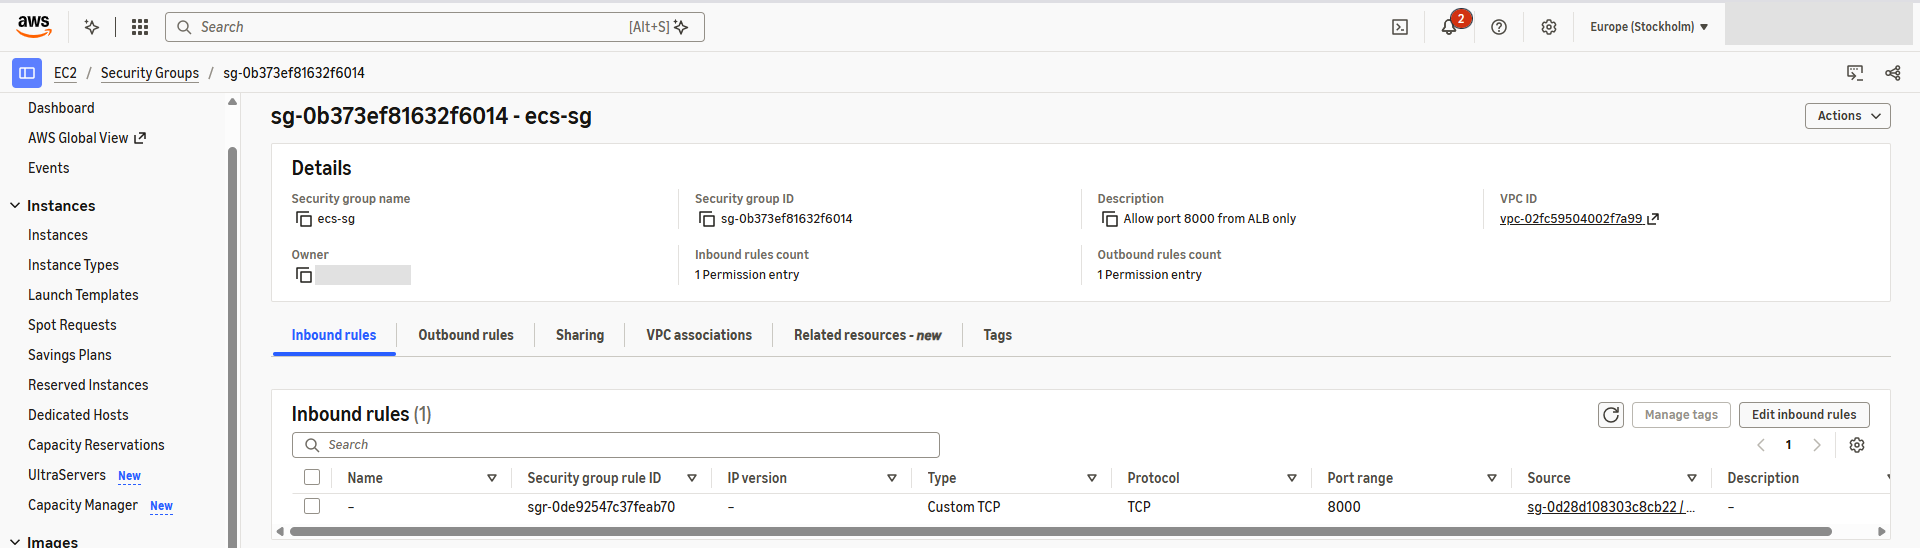 aws
Search [Alt+S]
2
Europe (Stockholm)
EC2 / Security Groups / sg-0b373ef81632f6014
Dashboard
AWS Global View
Events
Instances
Instances
Instance Types
Launch Templates
Spot Requests
Savings Plans
Reserved Instances
Dedicated Hosts
Capacity Reservations
UltraServers New
Capacity Manager New
Images
sg-0b373ef81632f6014 - ecs-sg
Actions
Details
Security group name
ecs-sg
Security group ID
sg-0b373ef81632f6014
Description
Allow port 8000 from ALB only
VPC ID
vpc-02fc59504002f7a99
Owner
Inbound rules count
1 Permission entry
Outbound rules count
1 Permission entry
Inbound rules Outbound rules Sharing VPC associations Related resources - new Tags
Inbound rules (1)
Manage tags Edit inbound rules
Search
1
Name Security group rule ID IP version Type Protocol Port range Source Description
– sgr-0de92547c37feab70 – Custom TCP TCP 8000 sg-0d28d108303c8cb22 / ... –